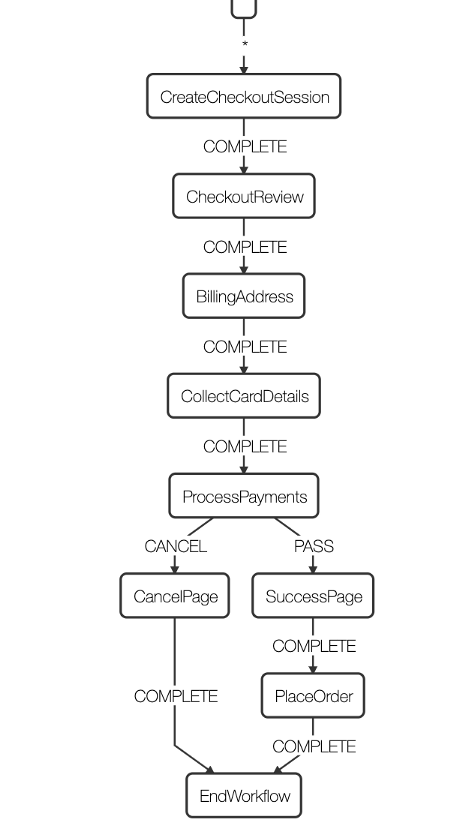 *
CreateCheckoutSession
COMPLETE
CheckoutReview
COMPLETE
BillingAddress
COMPLETE
CollectCardDetails
COMPLETE
ProcessPayments
CANCEL PASS
CancelPage SuccessPage
COMPLETE
COMPLETE PlaceOrder
COMPLETE
EndWorkflow